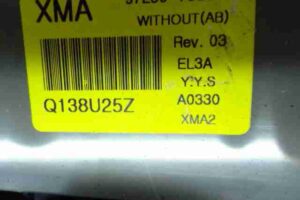 XMA
WITHOUT(AB)
Rev. 03
EL3A
Y.Y.S
Q138U25Z
A0330
XMA2